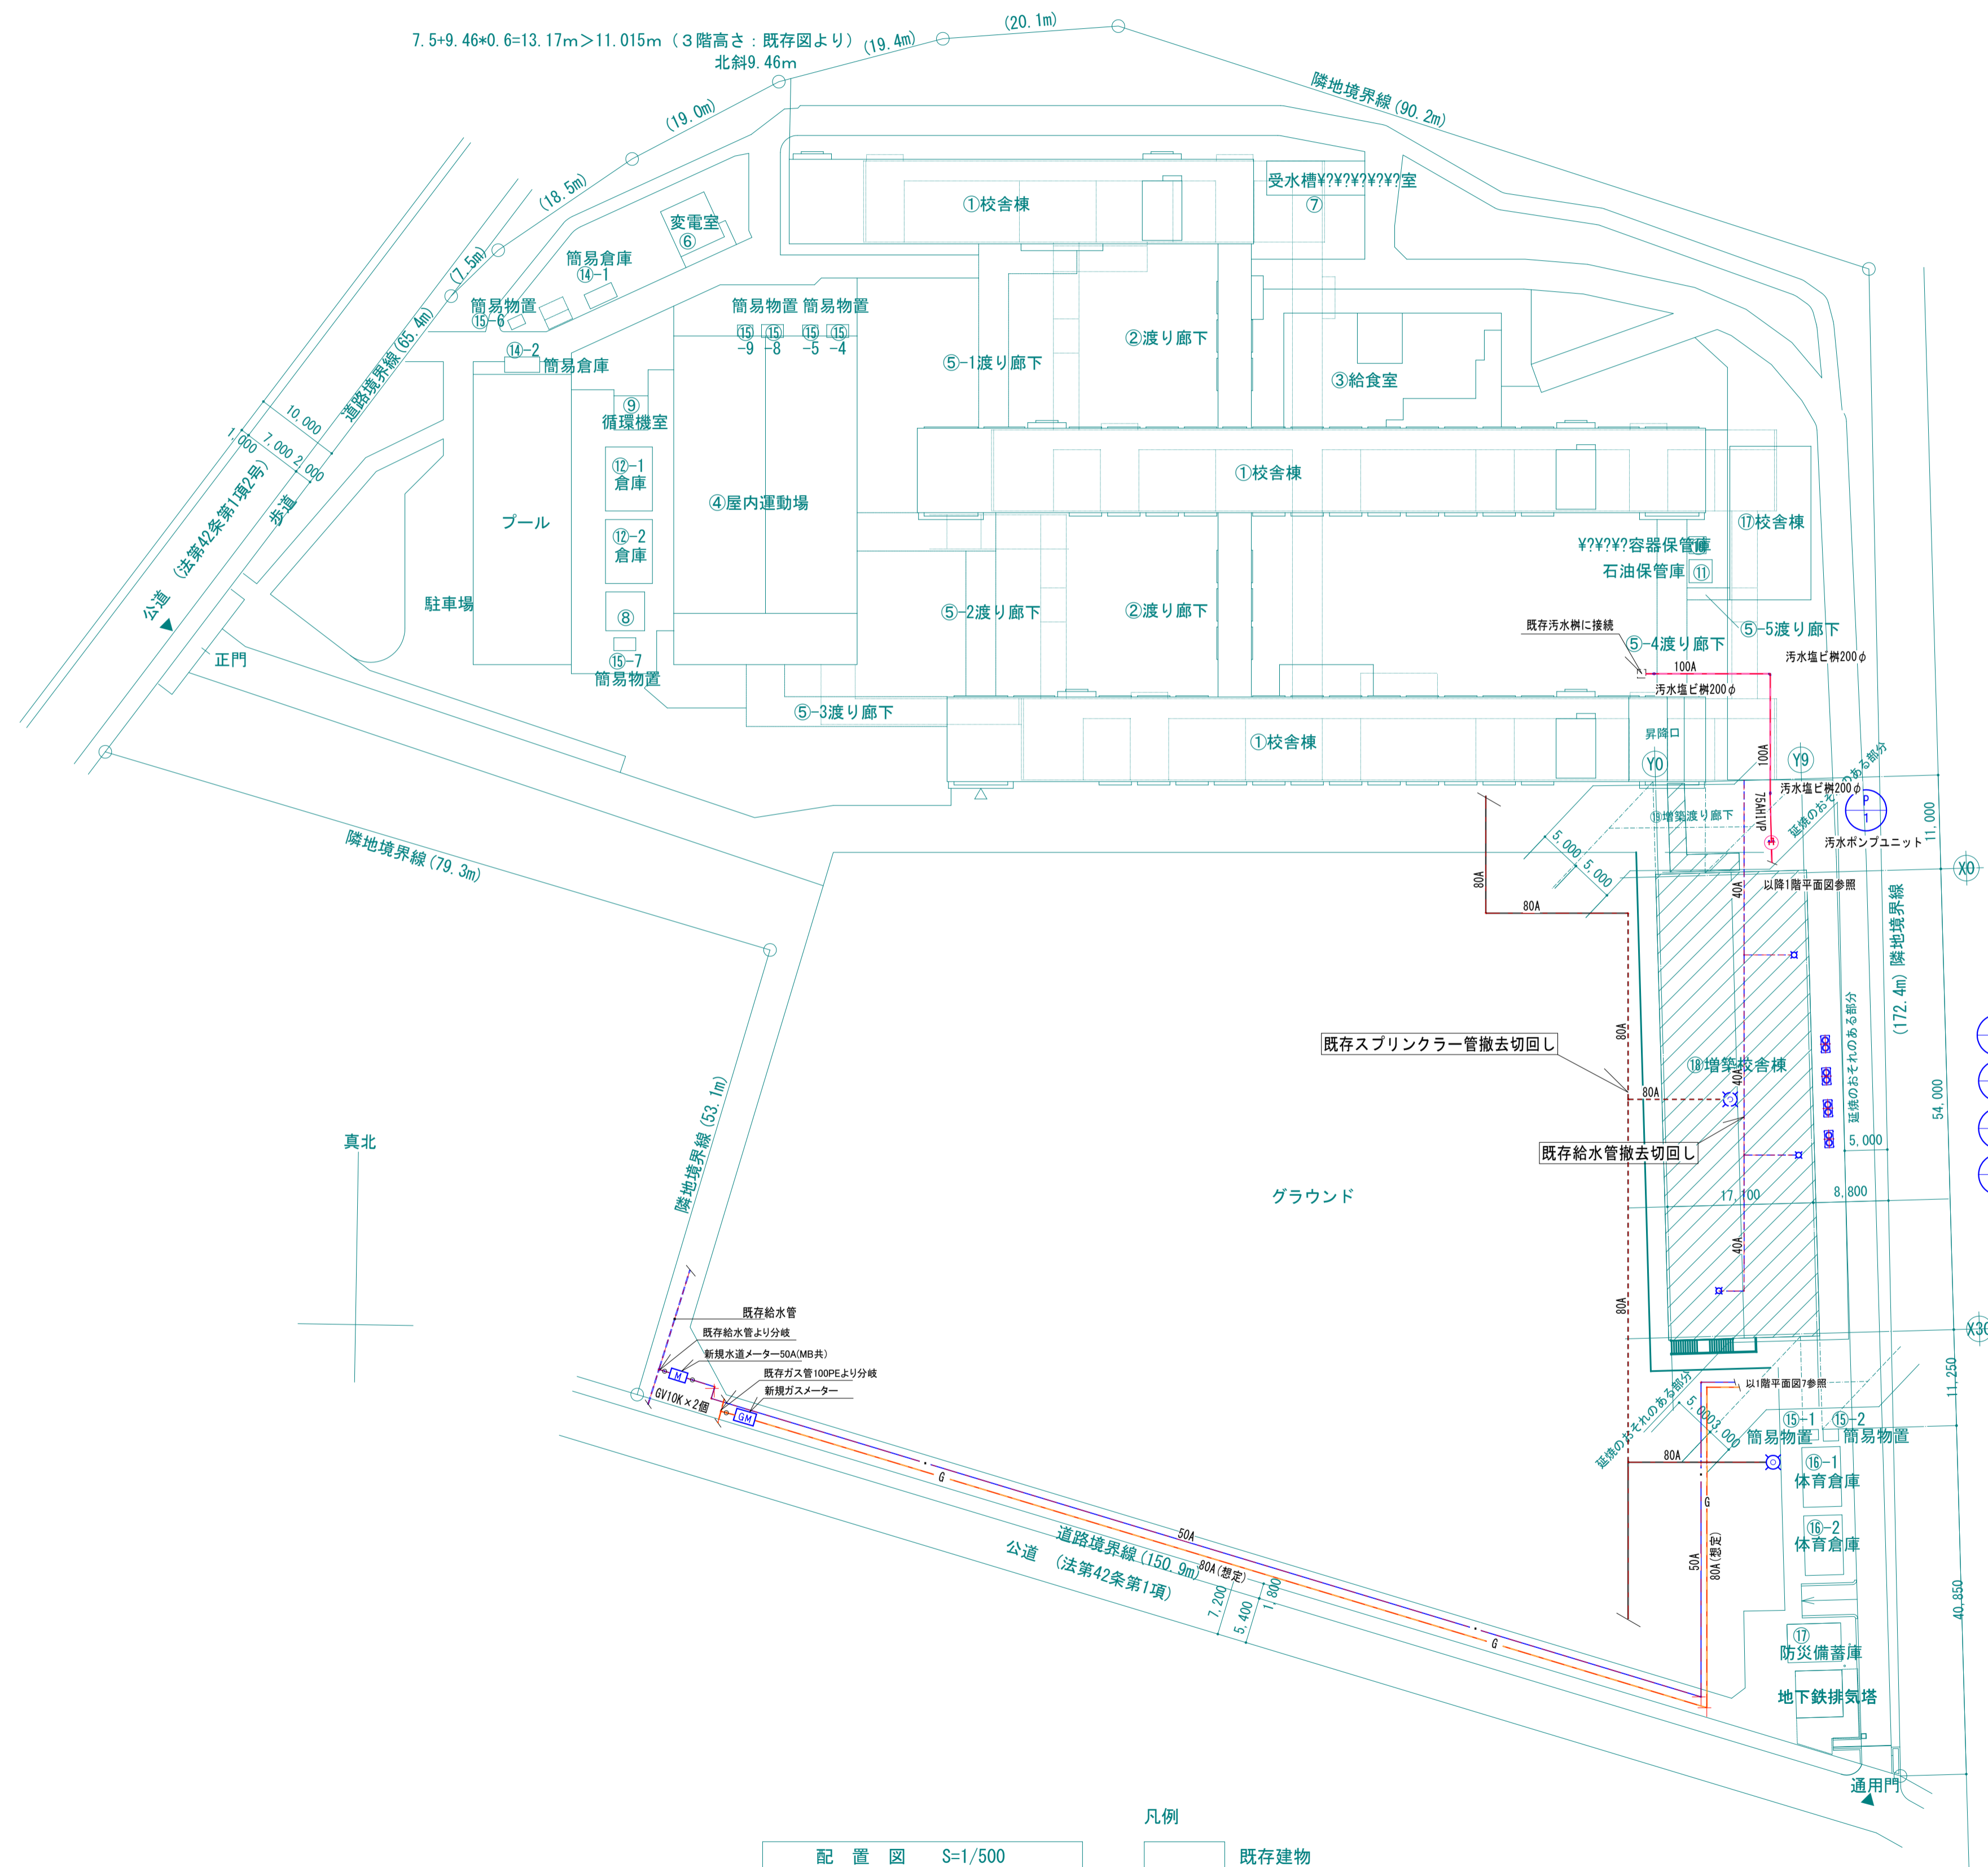 (20.1m)
7.5+9.46*0.6=13.17m＞11.015m（３階高さ：既存図より）
(19.4m)
北斜9.46m
隣地境界線(90.2m)
(19.0m)
(18.5m)
(7.5m)
①校舎棟
受水槽¥?¥?¥?¥?¥?室
⑦
変電室
⑥
簡易倉庫
⑭-1
簡易物置
⑮-6
簡易物置
簡易物置
⑮
-9
⑮
-8
⑮
-5
⑮
-4
道路境界線(65.4m)
⑭-2
簡易倉庫
⑤-1渡り廊下
②渡り廊下
③給食室
⑨
循環機室
10,000
1,000
7,000
2,000
⑫-1
倉庫
①校舎棟
④屋内運動場
プール
⑰校舎棟
歩道
公道　(法第42条第1項2号)
⑫-2
倉庫
¥?¥?¥?容器保管庫
石油保管庫
⑪
駐車場
⑧
⑤-2渡り廊下
②渡り廊下
既存汚水桝に接続
⑤-4渡り廊下
⑤-5渡り廊下
正門
⑮-7
簡易物置
100A
汚水塩ビ桝200φ
汚水塩ビ桝200φ
⑤-3渡り廊下
①校舎棟
昇降口
Y0
Y9
100A
汚水塩ビ桝200φ
75AHIVP
P
1
汚水ポンプユニット
延焼のおそれのある部分
⑲増築渡り廊下
11,000
隣地境界線(79.3m)
5,000
5,000
80A
80A
40A
以降1階平面図参照
X0
(172.4m)隣地境界線
80A
既存スプリンクラー管撤去切回し
80A
⑱増築校舎棟
40A
延焼のおそれのある部分
54,000
5,000
隣地境界線(53.1m)
真北
既存給水管撤去切回し
グラウンド
17,100
8,800
40A
80A
既存給水管
既存給水管より分岐
新規水道メーター50A(MB共)
M
既存ガス管100PEより分岐
新規ガスメーター
GM
GV10K×2個
X30
11,250
以1階平面図7参照
延焼のおそれのある部分
5,000
3,000
⑮-1
⑮-2
簡易物置
簡易物置
80A
⑯-1
体育倉庫
G
G
50A
道路境界線(150.9m)
80A(想定)
公道　(法第42条第1項)
7,200
5,400
1,800
50A
80A(想定)
⑯-2
体育倉庫
40,850
G
⑰
防災備蓄庫
地下鉄排気塔
通用門
凡例
配　置　図　　S=1/500
既存建物